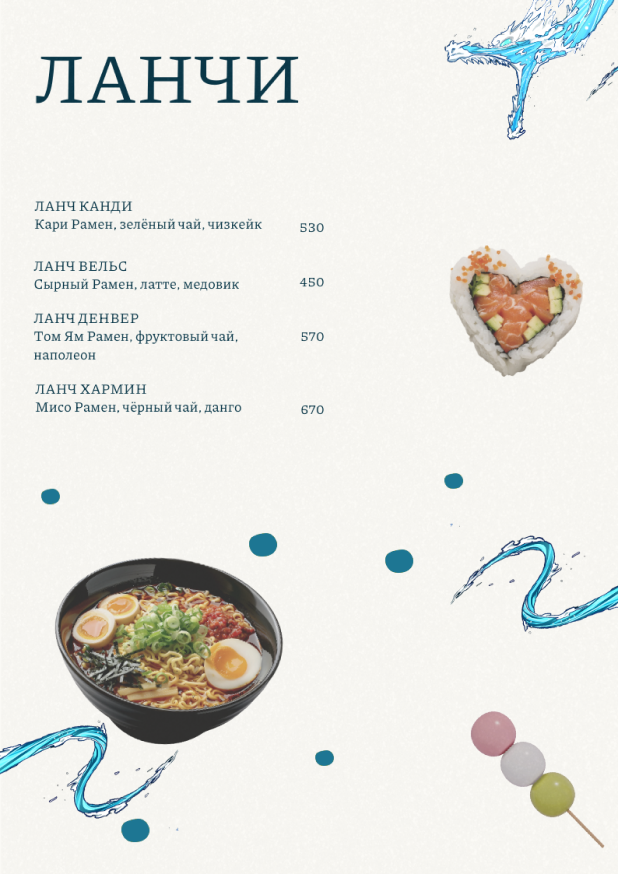 ЛАНЧИ
ЛАНЧ КАНДИ
Кари Рамен, зелёный чай, чизкейк 530
ЛАНЧ ВЕЛЬС
Сырный Рамен, латте, медовик 450
ЛАНЧ ДЕНВЕР
Том Ям Рамен, фруктовый чай, 570
наполеон
ЛАНЧ ХАРМИН
Мисо Рамен, чёрный чай, данго 670